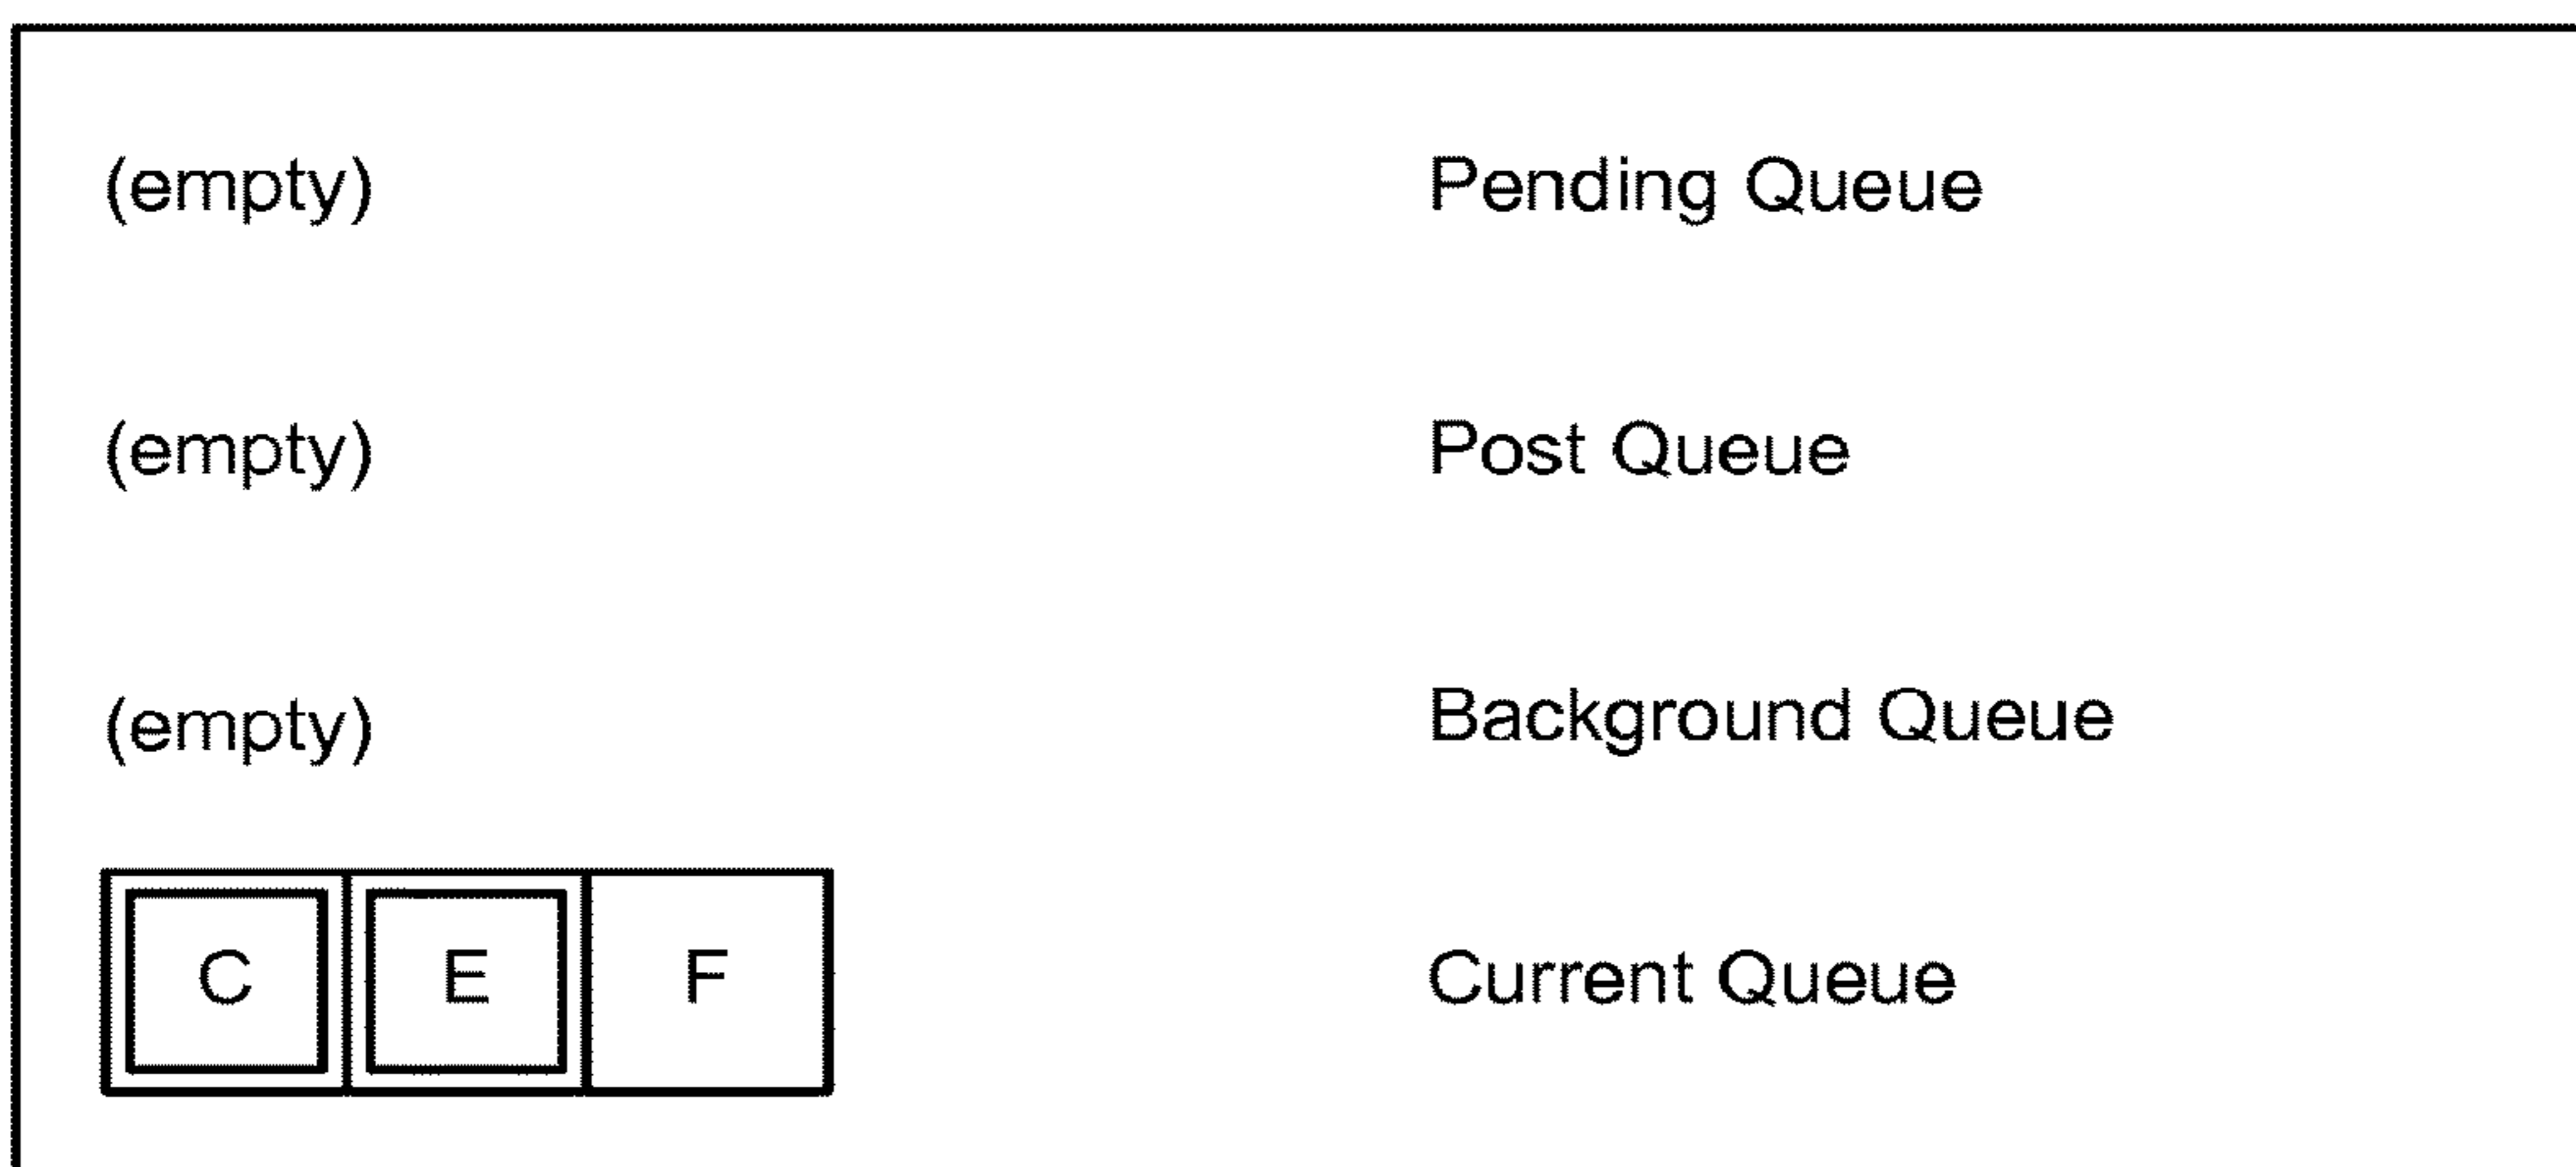 (empty) Pending Queue
(empty) Post Queue
(empty) Background Queue
C E F Current Queue